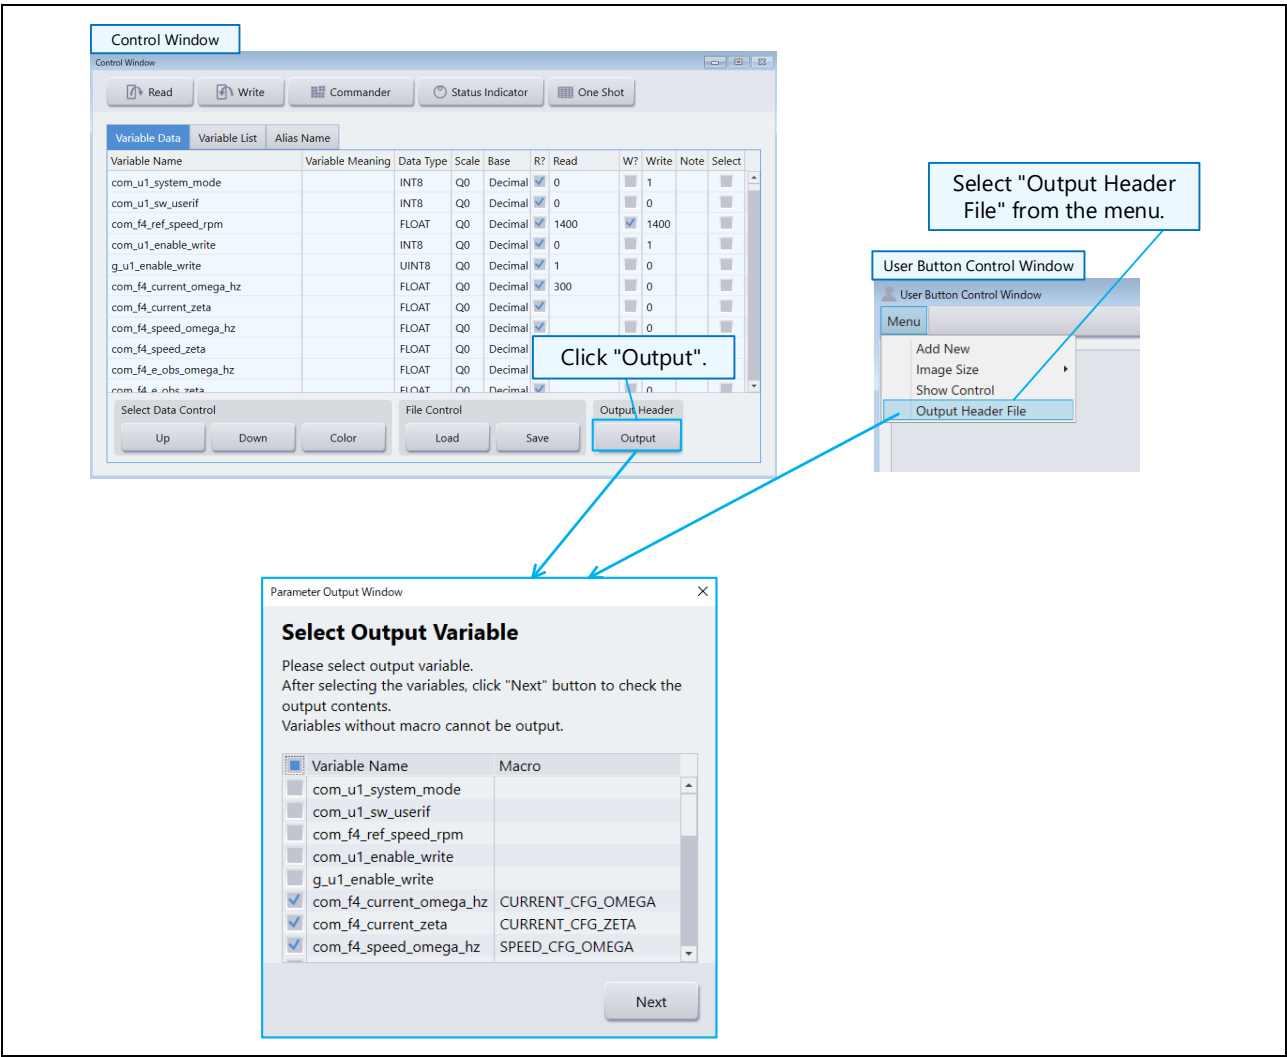 Control Window
Control Window
Read Write Commander Status Indicator One Shot
Variable Data Variable List Alias Name
Variable Name Variable Meaning Data Type Scale Base R? Read W? Write Note Select
com_u1_system_mode INT8 Q0 Decimal 0 1
com_u1_sw_userif INT8 Q0 Decimal 0 0
com_f4_ref_speed_rpm FLOAT Q0 Decimal 1400 1400
com_u1_enable_write INT8 Q0 Decimal 0 1
g_u1_enable_write UINT8 Q0 Decimal 1 0
com_f4_current_omega_hz FLOAT Q0 Decimal 300 0
com_f4_current_zeta FLOAT Q0 Decimal 0
com_f4_speed_omega_hz FLOAT Q0 Decimal 0
com_f4_speed_zeta FLOAT Q0 Decimal
com_f4_e_obs_omega_hz FLOAT Q0 Decimal
com_f4_e_obs_zeta FLOAT Q0 Decimal 0
Click "Output".
Select Data Control File Control Output Header
Up Down Color Load Save Output
Select "Output Header
File" from the menu.
User Button Control Window
User Button Control Window
Menu
Add New
Image Size
Show Control
Output Header File
Parameter Output Window
Select Output Variable
Please select output variable.
After selecting the variables, click "Next" button to check the
output contents.
Variables without macro cannot be output.
Variable Name Macro
com_u1_system_mode
com_u1_sw_userif
com_f4_ref_speed_rpm
com_u1_enable_write
g_u1_enable_write
com_f4_current_omega_hz CURRENT_CFG_OMEGA
com_f4_current_zeta CURRENT_CFG_ZETA
com_f4_speed_omega_hz SPEED_CFG_OMEGA
Next